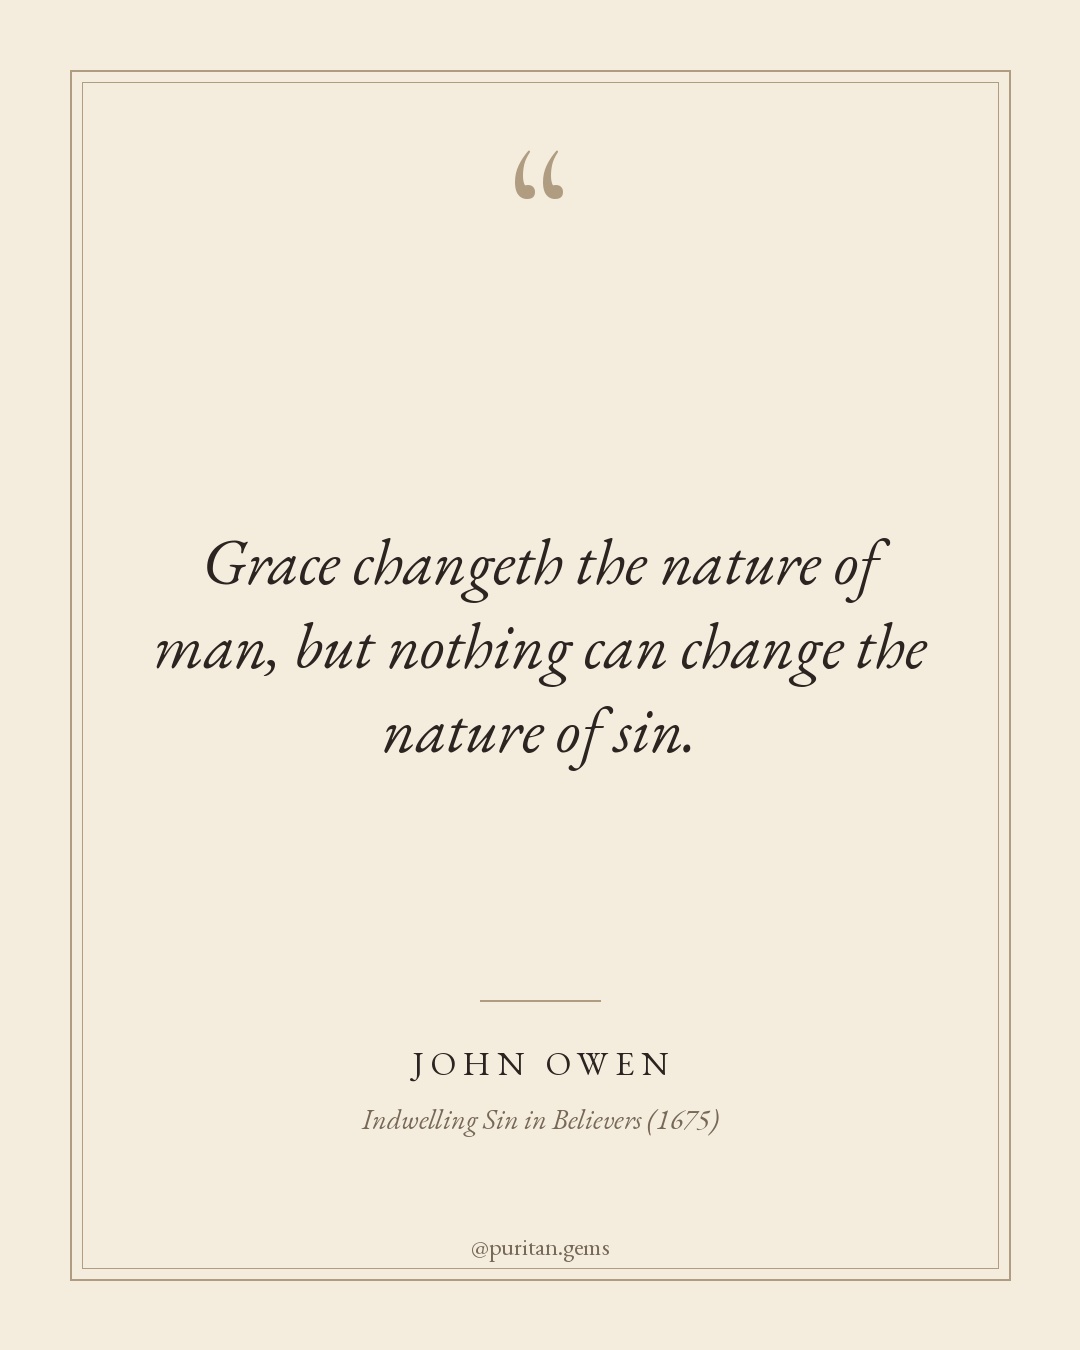 “
Grace changeth the nature of
man, but nothing can change the
nature of sin.
JOHN OWEN
Indwelling Sin in Believers (1675)
@puritan.gems